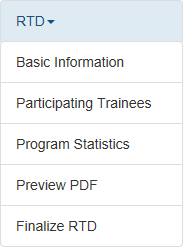 RTD
Basic Information
Participating Trainees
Program Statistics
Preview PDF
Finalize RTD